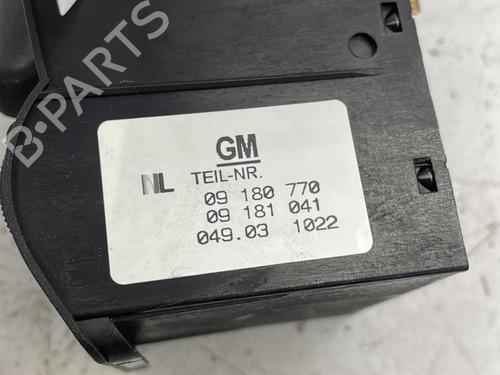 GM
NL TEIL-NR.
09 180 770
09 181 041
049.03 1022
B-PARTS